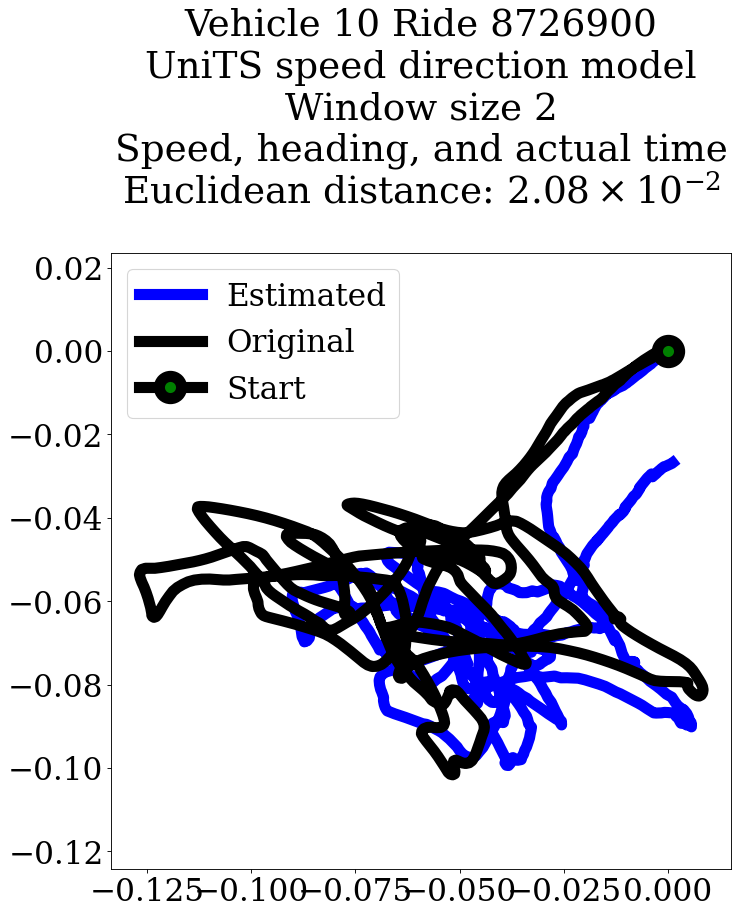 Vehicle 10 Ride 8726900
UniTS speed direction model
Window size 2
Speed, heading, and actual time
Euclidean distance: 2.08 × 10⁻²
0.02
Estimated
Original
0.00
Start
−0.02
−0.04
−0.06
−0.08
−0.10
−0.12
−0.125 −0.100 −0.075 −0.050 −0.025 0.000